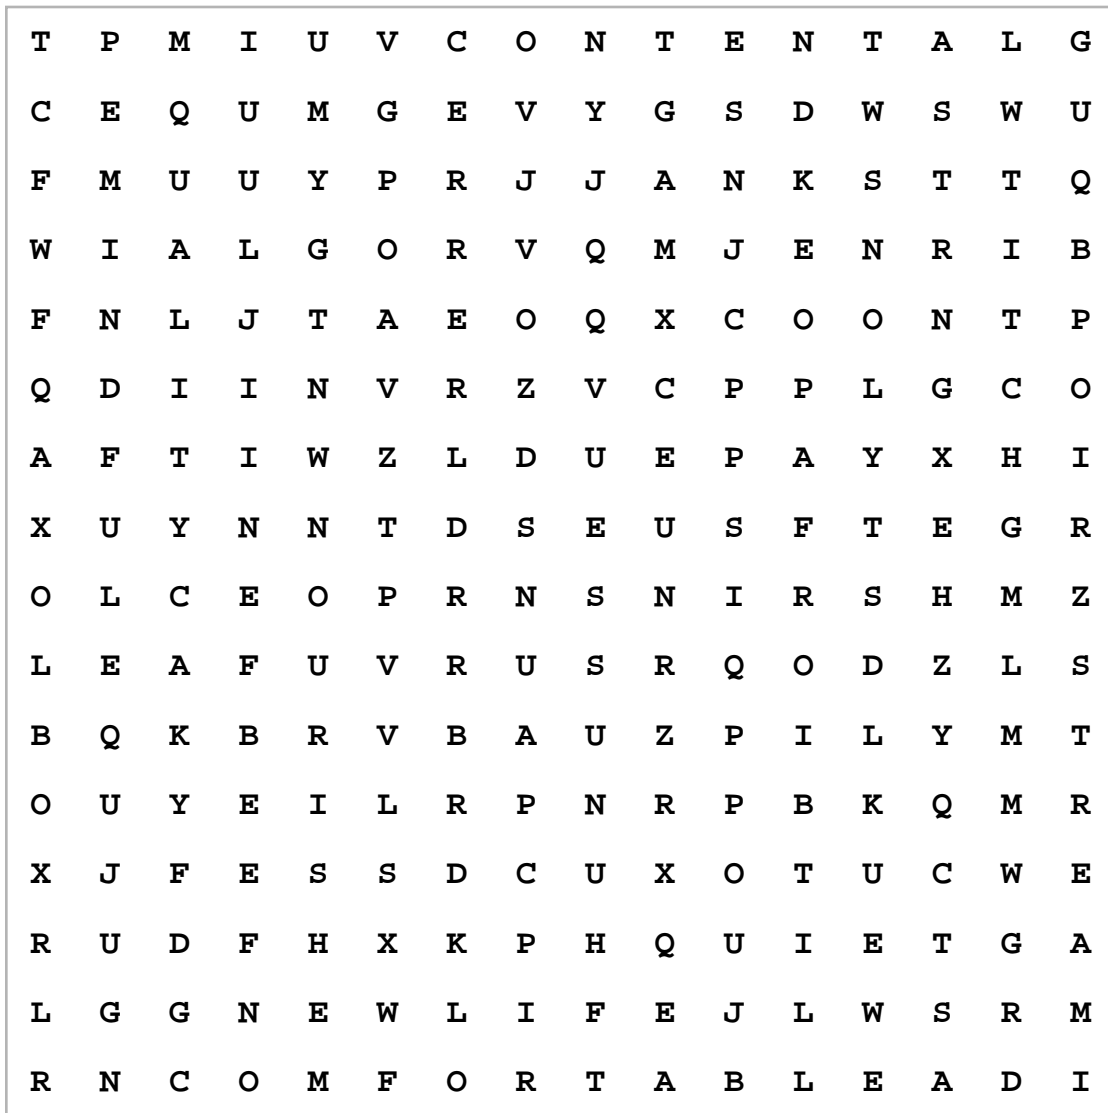 T P M I U V C O N T E N T A L G
C E Q U M G E V Y G S D W S W U
F M U U Y P R J J A N K S T T Q
W I A L G O R V Q M J E N R I B
F N L J T A E O Q X C O O N T P
Q D I I N V R Z V C P P L G C O
A F T I W Z L D U E P A Y X H I
X U Y N N T D S E U S F T E G R
O L C E O P R N S N I R S H M Z
L E A F U V R U S R Q O D Z L S
B Q K B R V B A U Z P I L Y M T
O U Y E I L R P N R P B K Q M R
X J F E S S D C U X O T U C W E
R U D F H X K P H Q U I E T G A
L G G N E W L I F E J L W S R M
R N C O M F O R T A B L E A D I